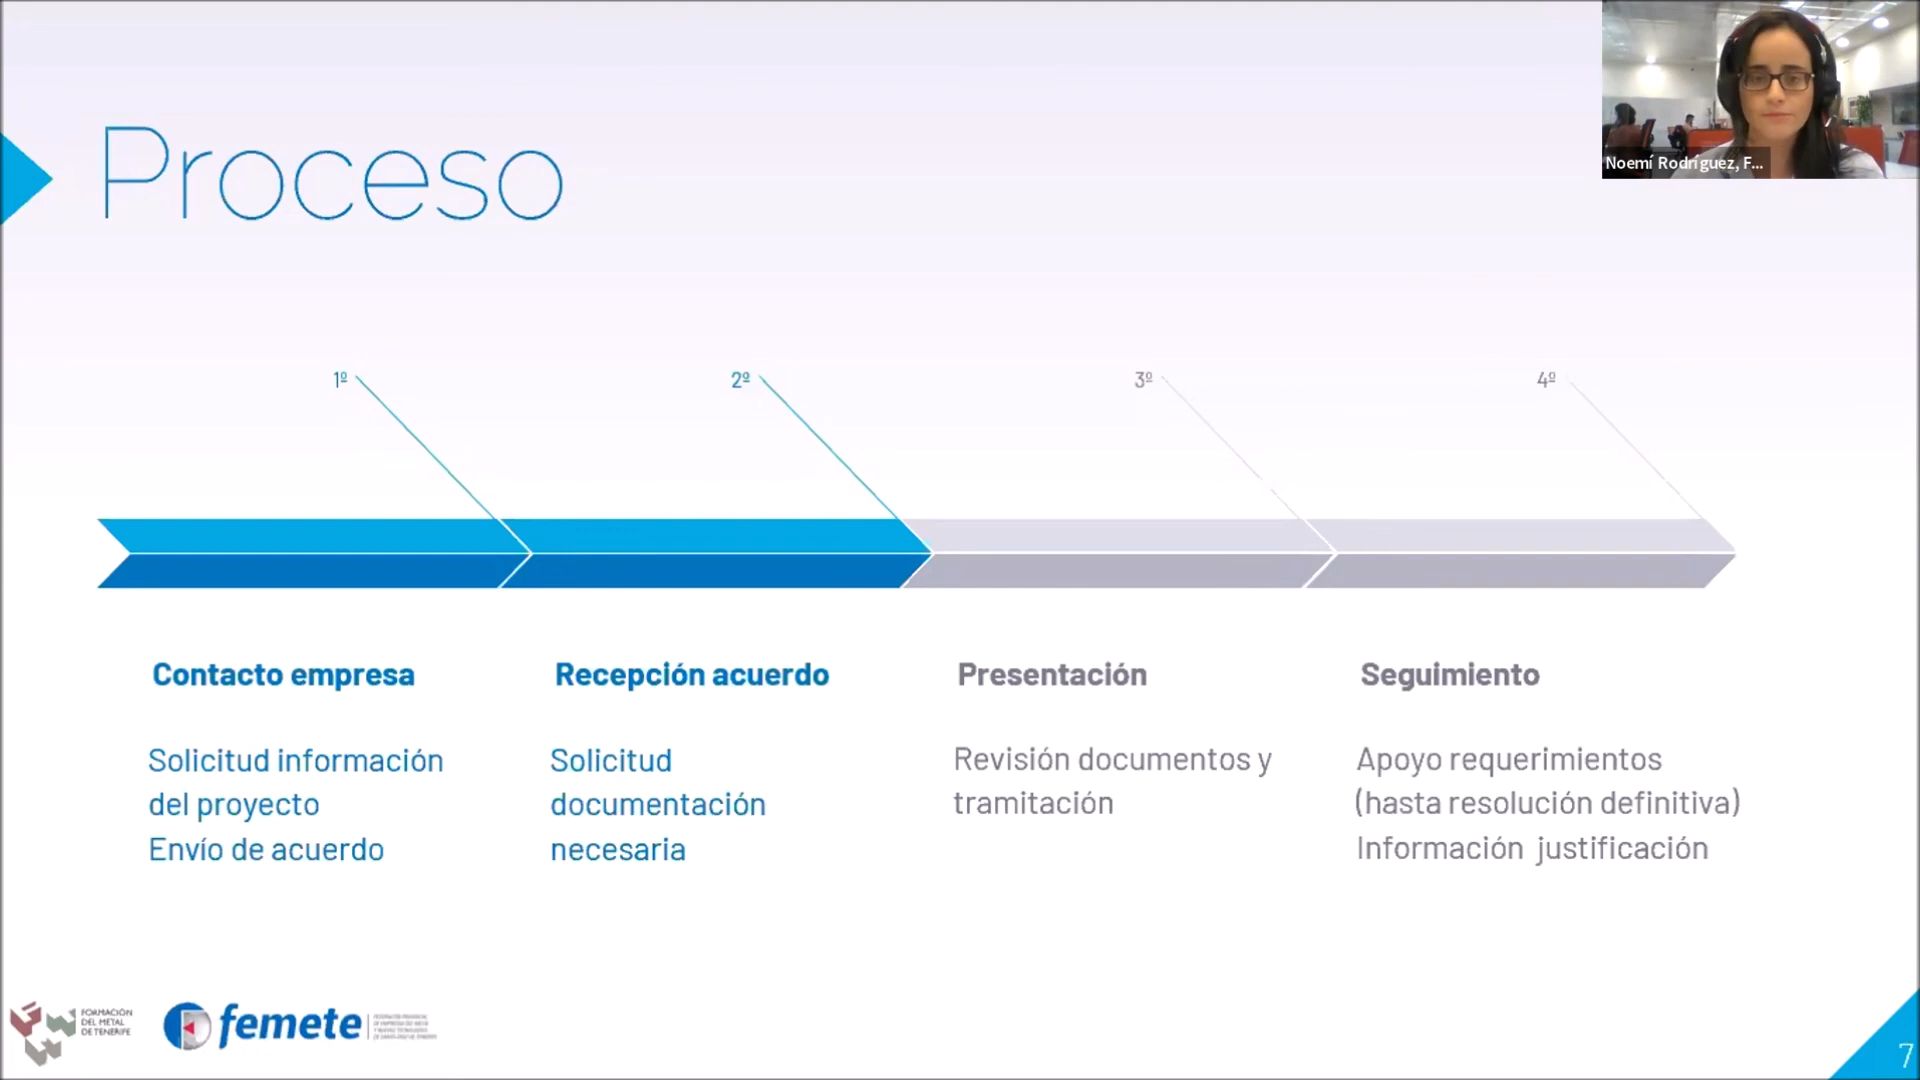 Proceso
Noemí Rodríguez, F...
1º
2º
3º
4º
Contacto empresa
Solicitud información
del proyecto
Envío de acuerdo
Recepción acuerdo
Solicitud
documentación
necesaria
Presentación
Revisión documentos y
tramitación
Seguimiento
Apoyo requerimientos
(hasta resolución definitiva)
Información justificación
FORMACIÓN
DEL METAL
DE TENERIFE
femete
7